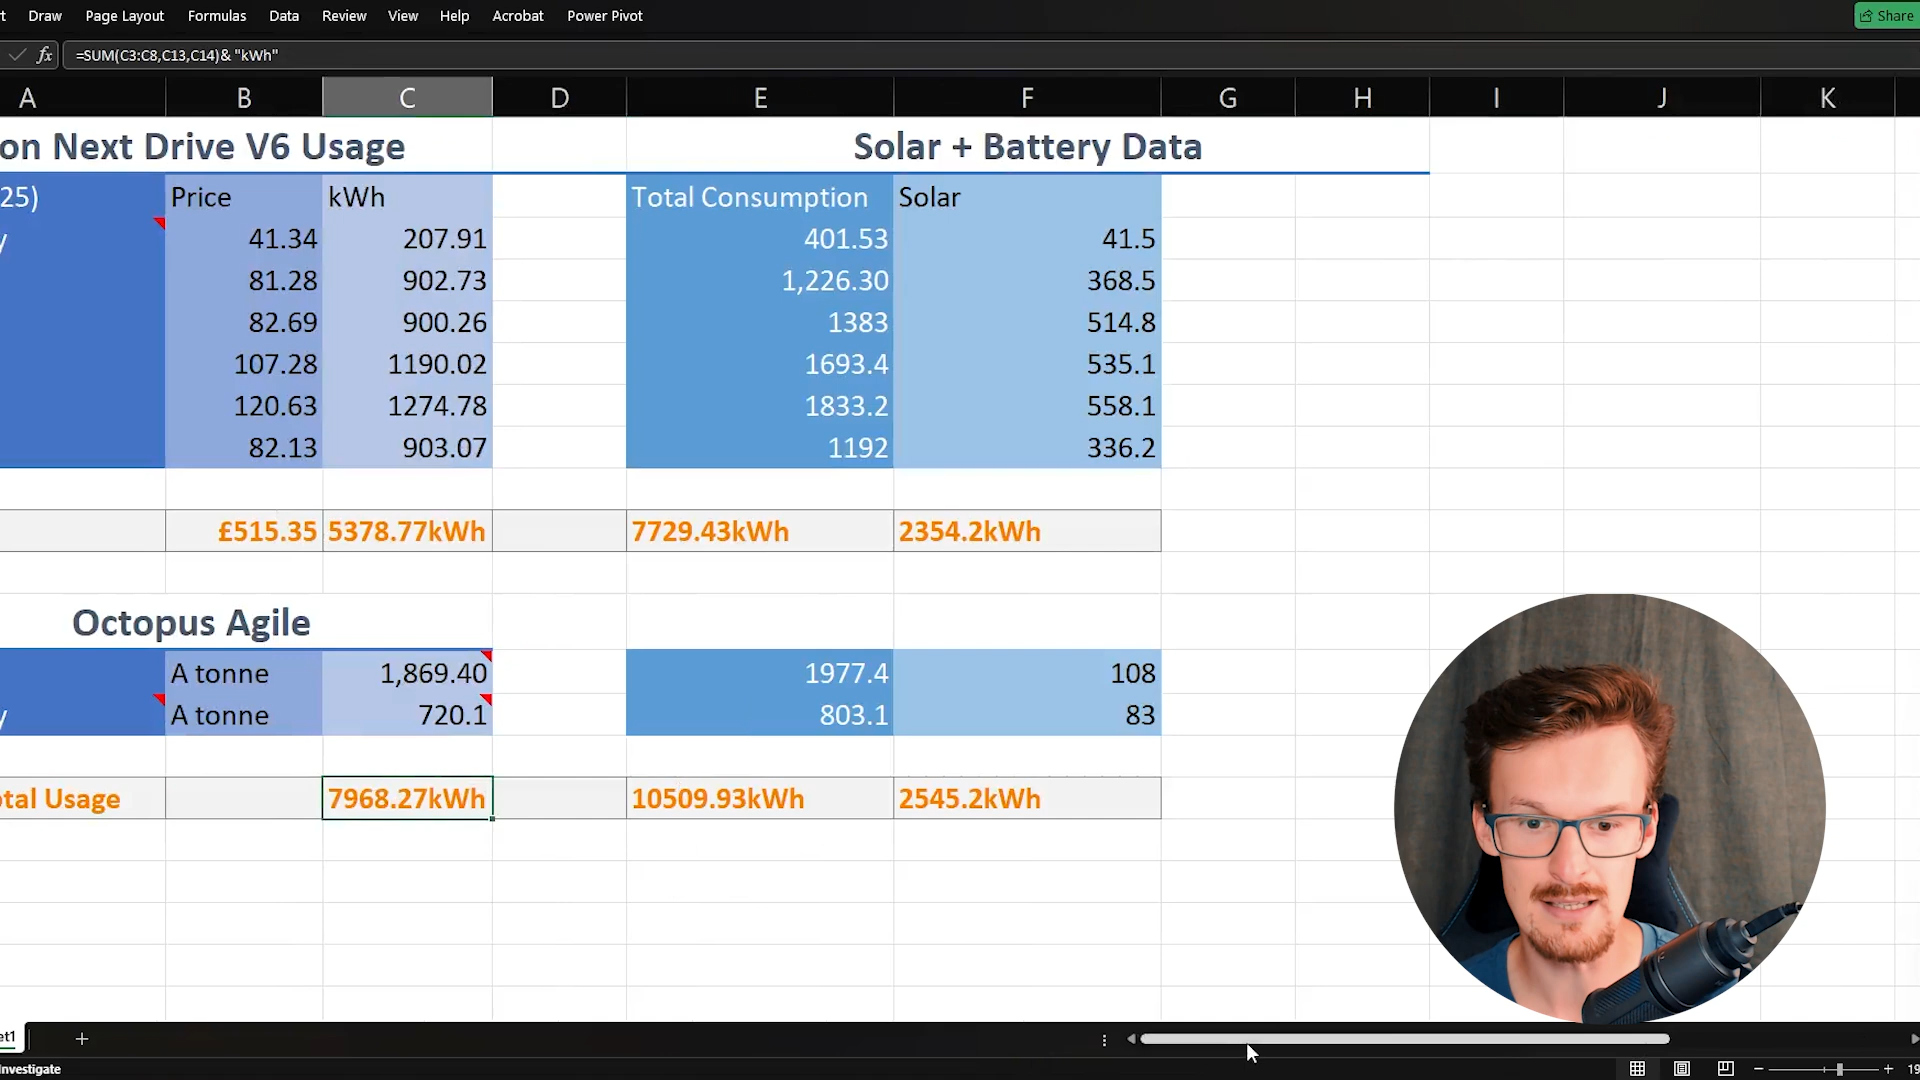 t Draw Page Layout Formulas Data Review View Help Acrobat Power Pivot Share
fx =SUM(C3:C8,C13,C14)& "kWh"
A B C D E F G H I J K
on Next Drive V6 Usage Solar + Battery Data
25) Price kWh Total Consumption Solar
y 41.34 207.91 401.53 41.5
81.28 902.73 1,226.30 368.5
82.69 900.26 1383 514.8
107.28 1190.02 1693.4 535.1
120.63 1274.78 1833.2 558.1
82.13 903.07 1192 336.2
£515.35 5378.77kWh 7729.43kWh 2354.2kWh
Octopus Agile
A tonne 1,869.40 1977.4 108
y A tonne 720.1 803.1 83
otal Usage 7968.27kWh 10509.93kWh 2545.2kWh
et1 +
nvestigate − + 19